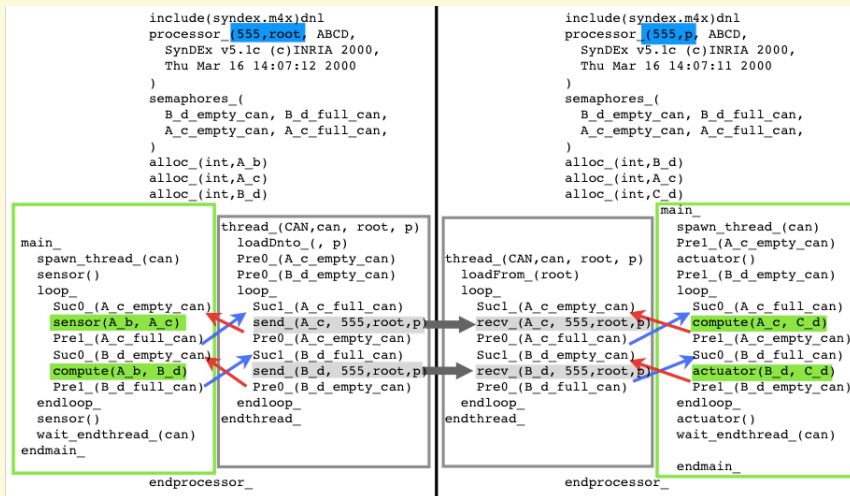 include(syndex.m4x)dnl
processor_(555,root, ABCD,
SynDEx v5.1c (c)INRIA 2000,
Thu Mar 16 14:07:12 2000
)
semaphores_(
B_d_empty_can, B_d_full_can,
A_c_empty_can, A_c_full_can,
)
alloc_(int,A_b)
alloc_(int,A_c)
alloc_(int,B_d)
main_
spawn_thread_(can)
sensor()
loop_
Suc0_(A_c_empty_can)
sensor(A_b, A_c)
Pre1_(A_c_full_can)
Suc0_(B_d_empty_can)
compute(A_b, B_d)
Pre1_(B_d_full_can)
endloop_
sensor()
wait_endthread_(can)
endmain_
thread_(CAN,can, root, p)
loadDnto_(, p)
Pre0_(A_c_empty_can)
Pre0_(B_d_empty_can)
loop_
Suc1_(A_c_full_can)
send_(A_c, 555,root,p)
Pre0_(A_c_empty_can)
Suc1_(B_d_full_can)
send_(B_d, 555,root,p)
Pre0_(B_d_empty_can)
endloop_
endthread_
endprocessor_
include(syndex.m4x)dnl
processor_(555,p, ABCD,
SynDEx v5.1c (c)INRIA 2000,
Thu Mar 16 14:07:11 2000
)
semaphores_(
B_d_empty_can, B_d_full_can,
A_c_empty_can, A_c_full_can,
)
alloc_(int,B_d)
alloc_(int,A_c)
alloc_(int,C_d)
thread_(CAN,can, root, p)
loadFrom_(root)
loop_
Suc1_(A_c_empty_can)
recv_(A_c, 555,root,p)
Pre0_(A_c_full_can)
Suc1_(B_d_empty_can)
recv_(B_d, 555,root,p)
Pre0_(B_d_full_can)
endloop_
endthread_
main_
spawn_thread_(can)
Pre1_(A_c_empty_can)
actuator()
Pre1_(B_d_empty_can)
loop_
Suc0_(A_c_full_can)
compute(A_c, C_d)
Pre1_(A_c_empty_can)
Suc0_(B_d_full_can)
actuator(B_d, C_d)
Pre1_(B_d_empty_can)
endloop_
actuator()
wait_endthread_(can)
endmain_
endprocessor_